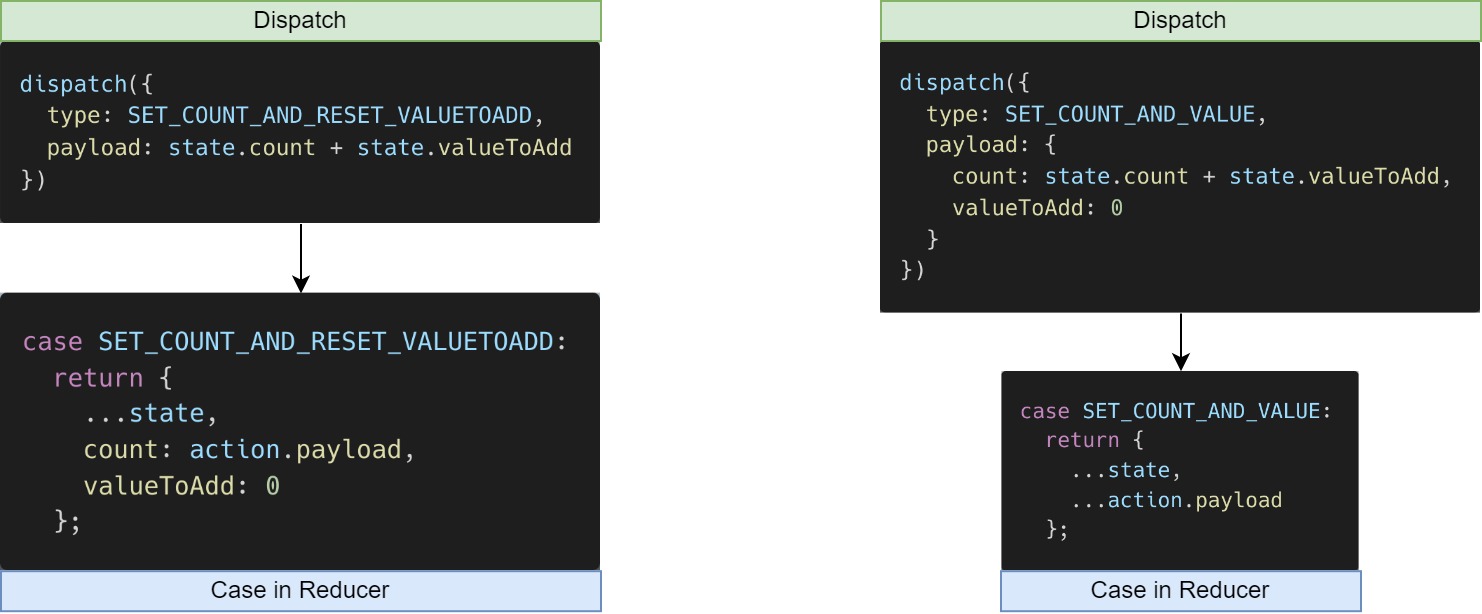 Dispatch
dispatch({
  type: SET_COUNT_AND_RESET_VALUETOADD,
  payload: state.count + state.valueToAdd
})
case SET_COUNT_AND_RESET_VALUETOADD:
  return {
    ...state,
    count: action.payload,
    valueToAdd: 0
  };
Case in Reducer
Dispatch
dispatch({
  type: SET_COUNT_AND_VALUE,
  payload: {
    count: state.count + state.valueToAdd,
    valueToAdd: 0
  }
})
case SET_COUNT_AND_VALUE:
  return {
    ...state,
    ...action.payload
  };
Case in Reducer